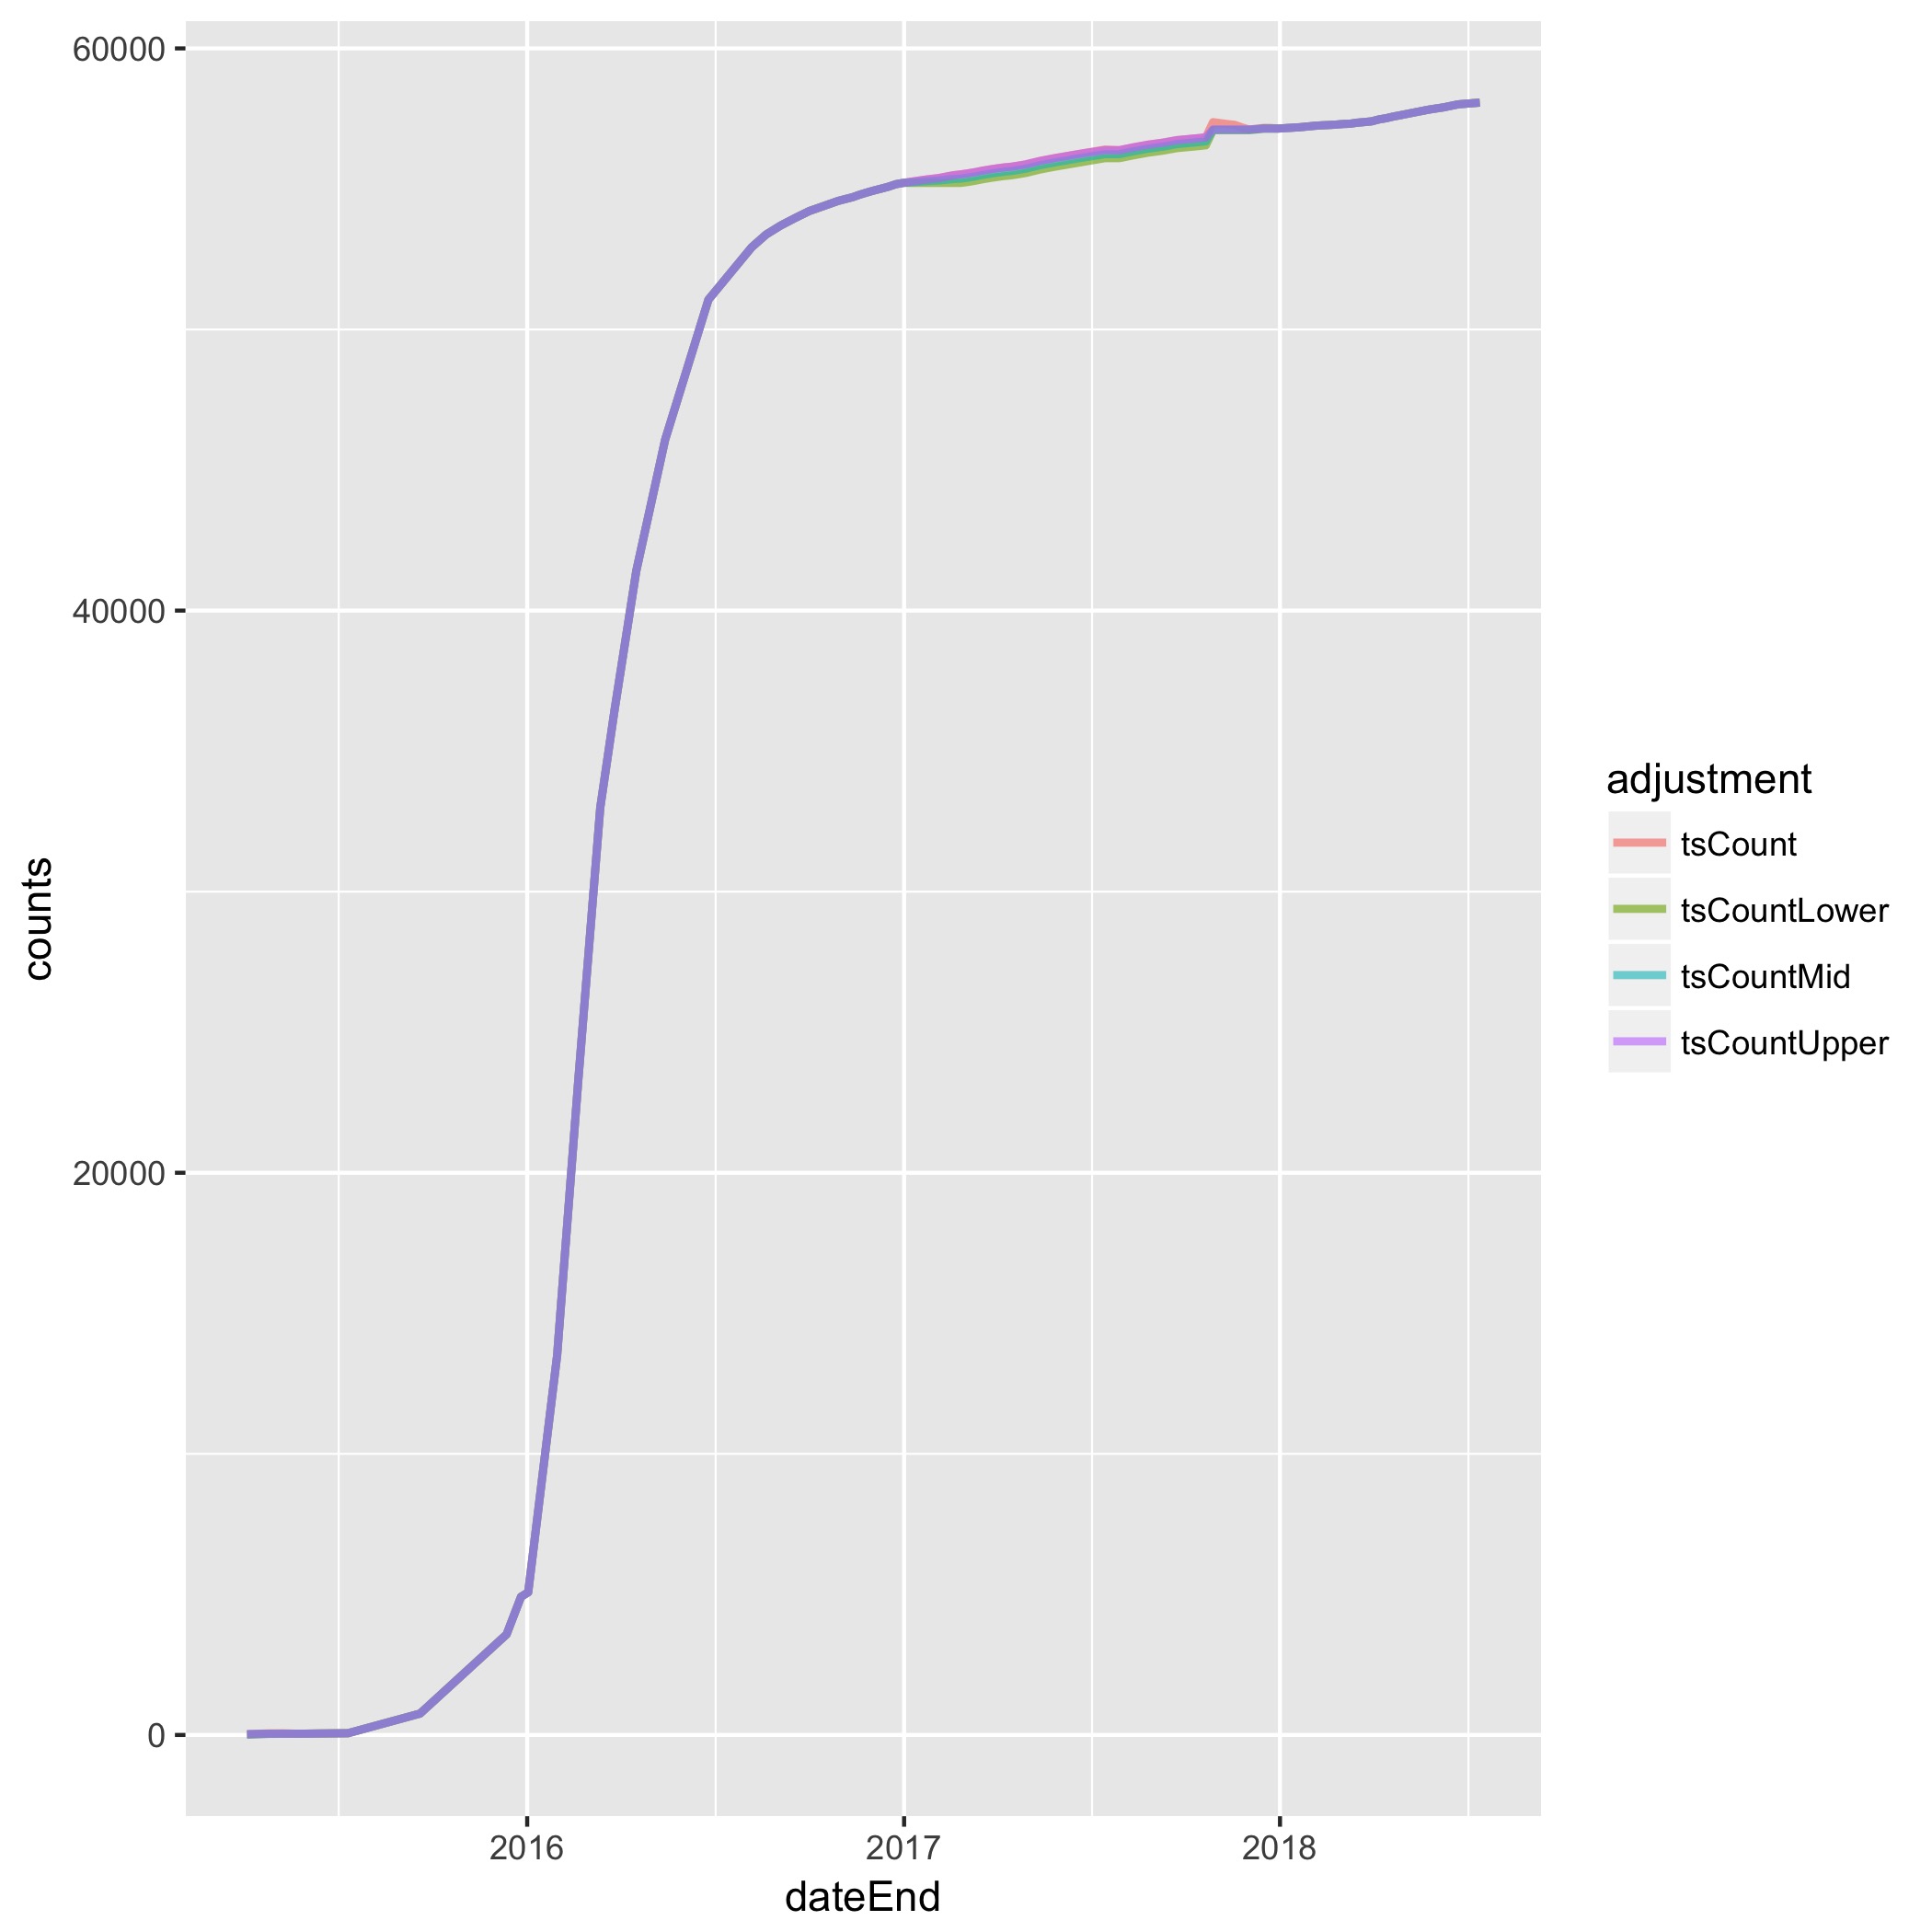 60000
40000
20000
0
counts
2016
2017
2018
dateEnd
adjustment
tsCount
tsCountLower
tsCountMid
tsCountUpper